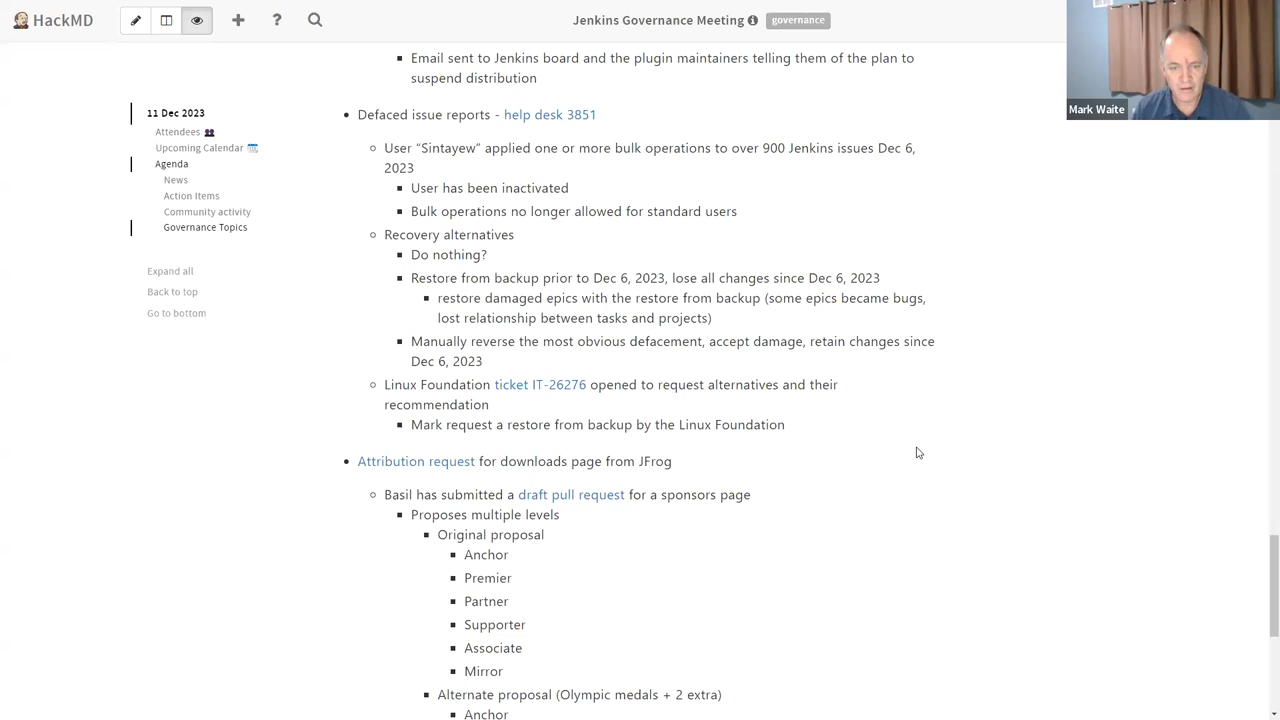 HackMD
Jenkins Governance Meeting
governance
Mark Waite
11 Dec 2023
Attendees
Upcoming Calendar
Agenda
News
Action Items
Community activity
Governance Topics
Expand all
Back to top
Go to bottom
Email sent to Jenkins board and the plugin maintainers telling them of the plan to
suspend distribution
Defaced issue reports - help desk 3851
User “Sintayew” applied one or more bulk operations to over 900 Jenkins issues Dec 6,
2023
User has been inactivated
Bulk operations no longer allowed for standard users
Recovery alternatives
Do nothing?
Restore from backup prior to Dec 6, 2023, lose all changes since Dec 6, 2023
restore damaged epics with the restore from backup (some epics became bugs,
lost relationship between tasks and projects)
Manually reverse the most obvious defacement, accept damage, retain changes since
Dec 6, 2023
Linux Foundation ticket IT-26276 opened to request alternatives and their
recommendation
Mark request a restore from backup by the Linux Foundation
Attribution request for downloads page from JFrog
Basil has submitted a draft pull request for a sponsors page
Proposes multiple levels
Original proposal
Anchor
Premier
Partner
Supporter
Associate
Mirror
Alternate proposal (Olympic medals + 2 extra)
Anchor